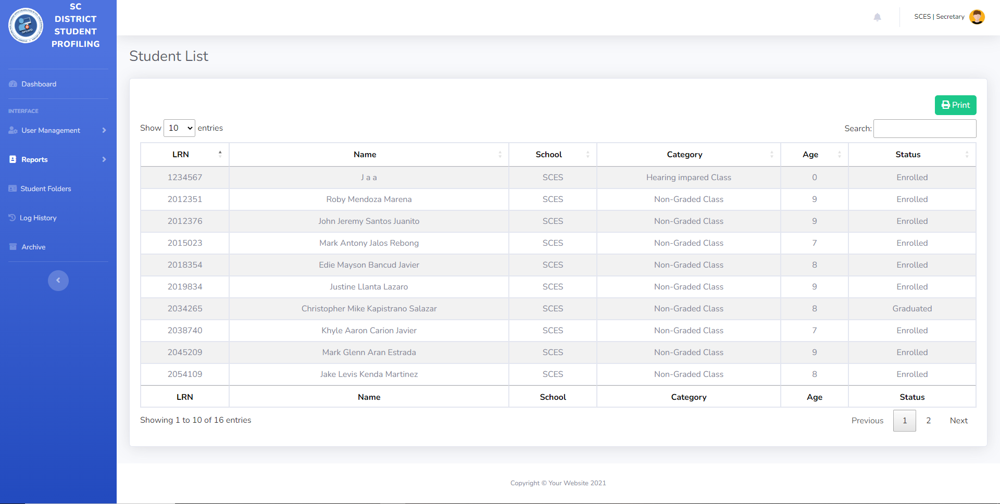 SC
DISTRICT
STUDENT
PROFILING
SCES | Secretary
Dashboard
INTERFACE
User Management
Reports
Student Folders
Log History
Archive
Student List
Print
Show 10 entries
Search:
LRN Name School Category Age Status
1234567 J a a SCES Hearing impared Class 0 Enrolled
2012351 Roby Mendoza Marena SCES Non-Graded Class 9 Enrolled
2012376 John Jeremy Santos Juanito SCES Non-Graded Class 9 Enrolled
2015023 Mark Antony Jalos Rebong SCES Non-Graded Class 7 Enrolled
2018354 Edie Mayson Bancud Javier SCES Non-Graded Class 8 Enrolled
2019834 Justine Llanta Lazaro SCES Non-Graded Class 9 Enrolled
2034265 Christopher Mike Kapistrano Salazar SCES Non-Graded Class 8 Graduated
2038740 Khyle Aaron Carion Javier SCES Non-Graded Class 7 Enrolled
2045209 Mark Glenn Aran Estrada SCES Non-Graded Class 9 Enrolled
2054109 Jake Levis Kenda Martinez SCES Non-Graded Class 8 Enrolled
LRN Name School Category Age Status
Showing 1 to 10 of 16 entries
Previous 1 2 Next
Copyright © Your Website 2021